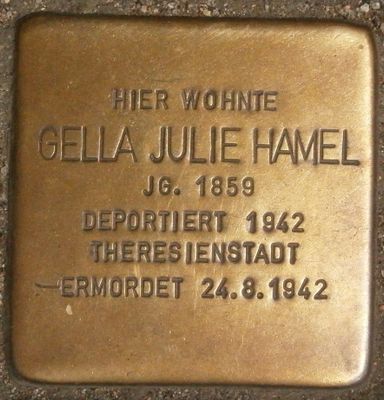 HIER WOHNTE
GELLA JULIE HAMEL
JG. 1859
DEPORTIERT 1942
THERESIENSTADT
ERMORDET 24.8.1942